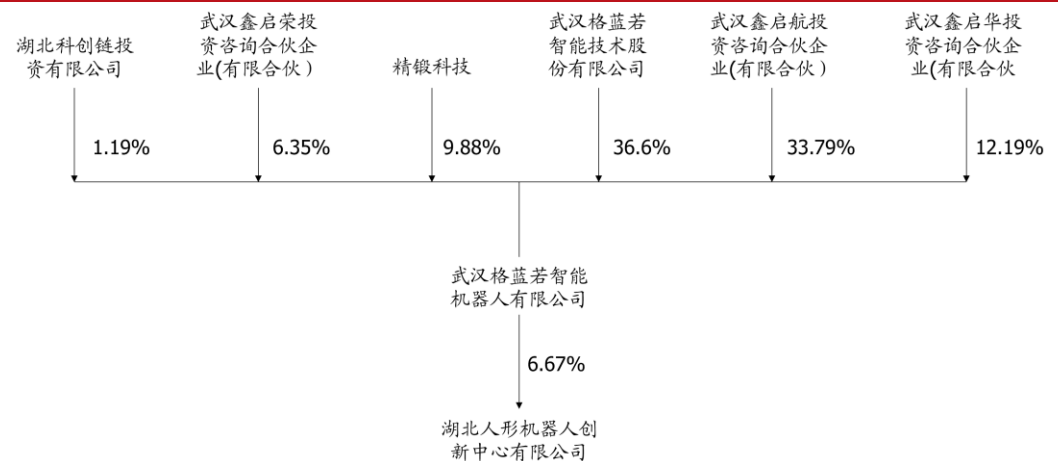 湖北科创链投
资有限公司
武汉鑫启荣投
资咨询合伙企
业(有限合伙）
精锻科技
武汉格蓝若
智能技术股
份有限公司
武汉鑫启航投
资咨询合伙企
业(有限合伙）
武汉鑫启华投
资咨询合伙企
业(有限合伙
1.19%
6.35%
9.88%
36.6%
33.79%
12.19%
武汉格蓝若智能
机器人有限公司
6.67%
湖北人形机器人创
新中心有限公司